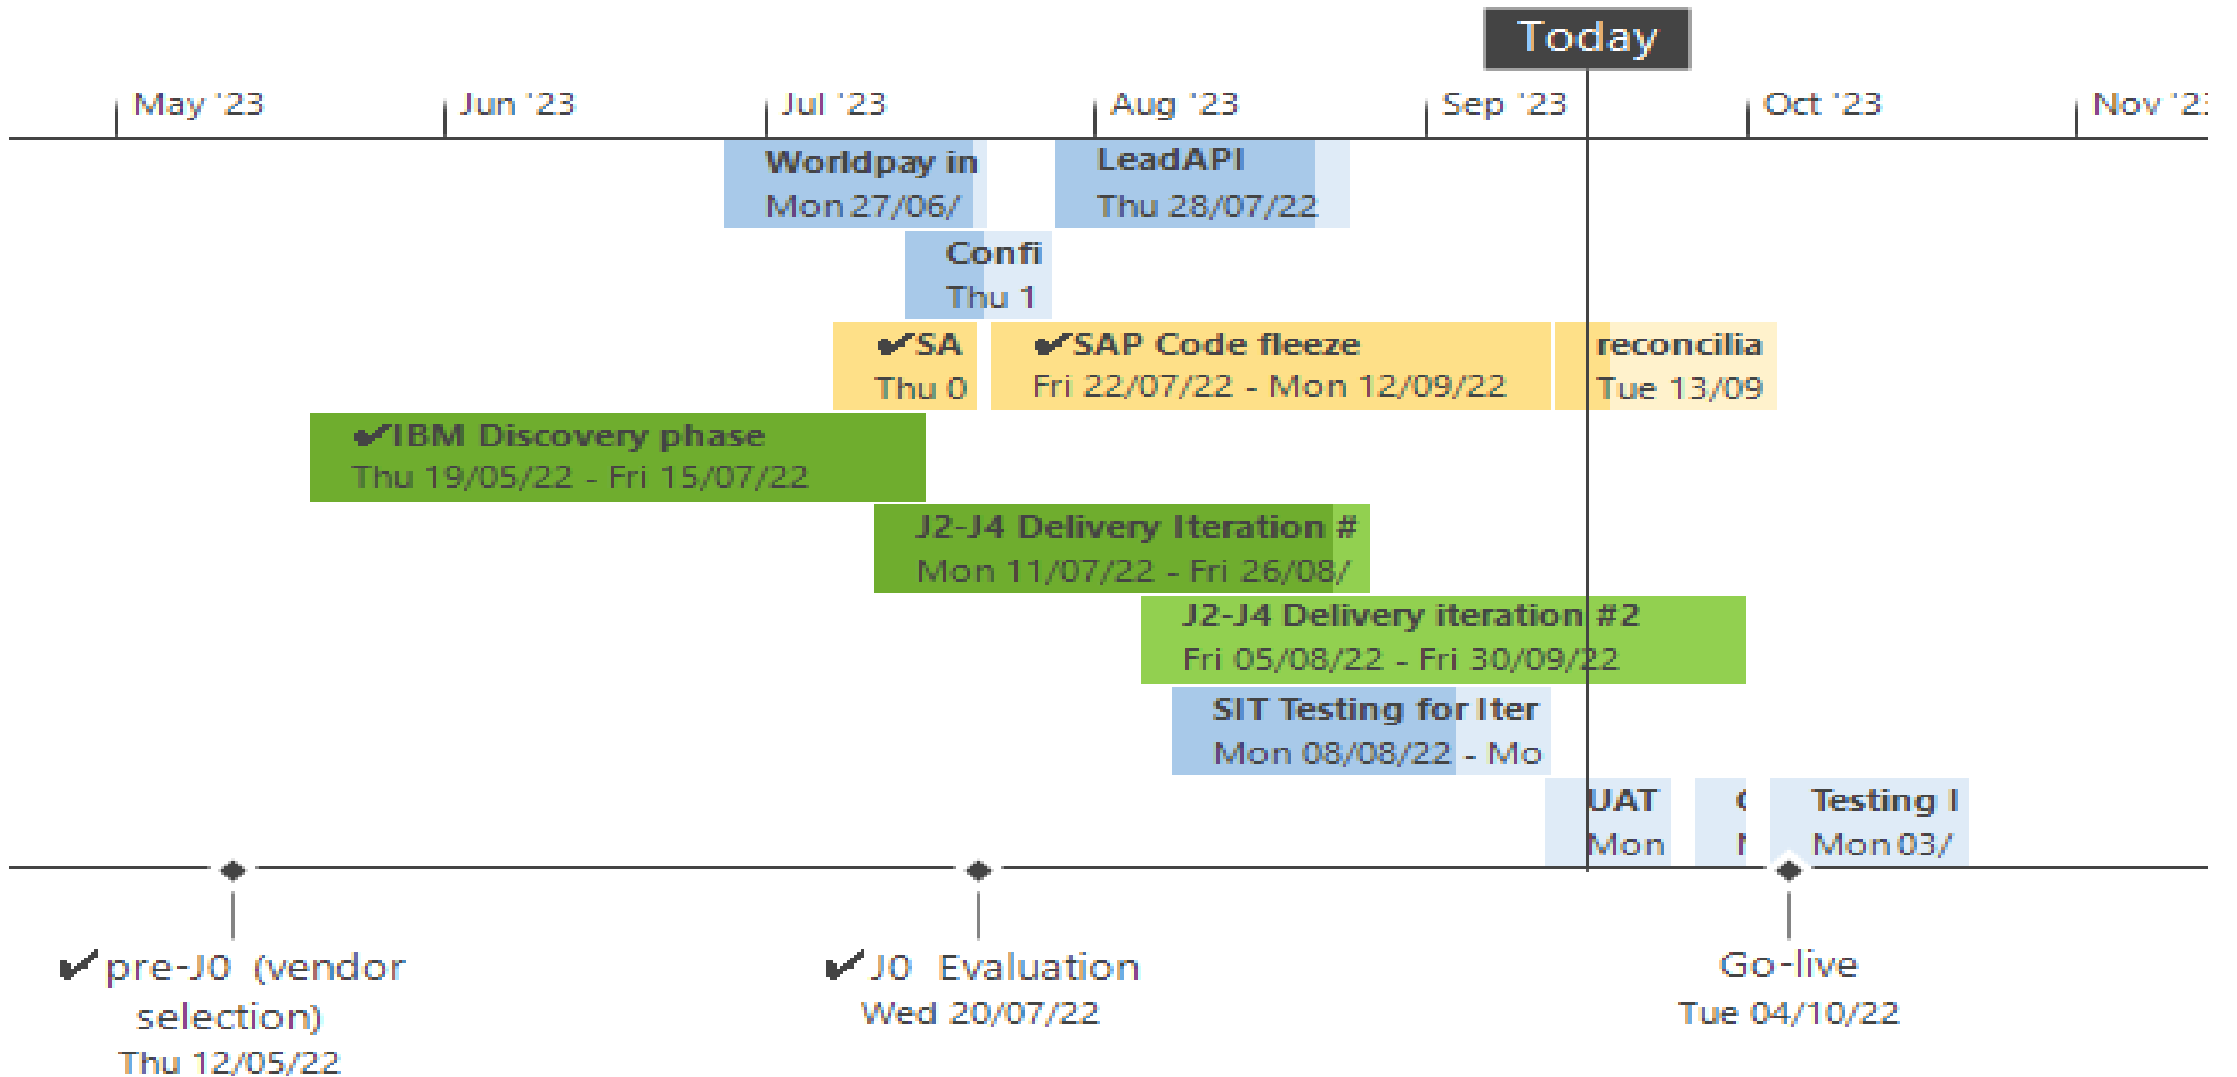 Today
May '23 Jun '23 Jul '23 Aug '23 Sep '23 Oct '23 Nov '23
Worldpay in
Mon 27/06/
LeadAPI
Thu 28/07/22
Confi
Thu 1
✔SA
Thu 0
✔SAP Code fleeze
Fri 22/07/22 - Mon 12/09/22
reconcilia
Tue 13/09
✔IBM Discovery phase
Thu 19/05/22 - Fri 15/07/22
J2-J4 Delivery Iteration #
Mon 11/07/22 - Fri 26/08/
J2-J4 Delivery iteration #2
Fri 05/08/22 - Fri 30/09/22
SIT Testing for Iter
Mon 08/08/22 - Mo
UAT
Mon
Testing I
Mon 03/
✔ pre-J0 (vendor
selection)
Thu 12/05/22
✔ J0 Evaluation
Wed 20/07/22
Go-live
Tue 04/10/22